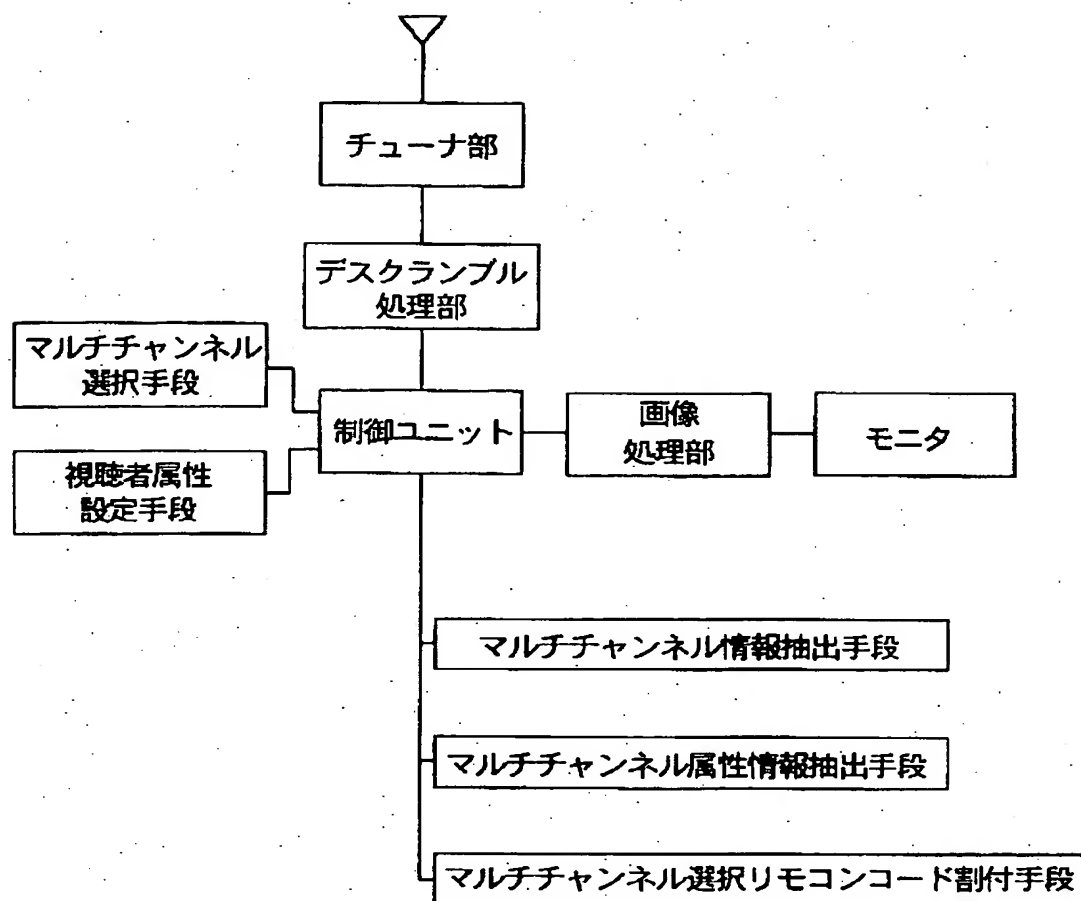 チューナ部
デスクランブル
処理部
マルチチャンネル
選択手段
制御ユニット
画像
処理部
モニタ
視聴者属性
設定手段
マルチチャンネル情報抽出手段
マルチチャンネル属性情報抽出手段
マルチチャンネル選択リモコンコード割付手段